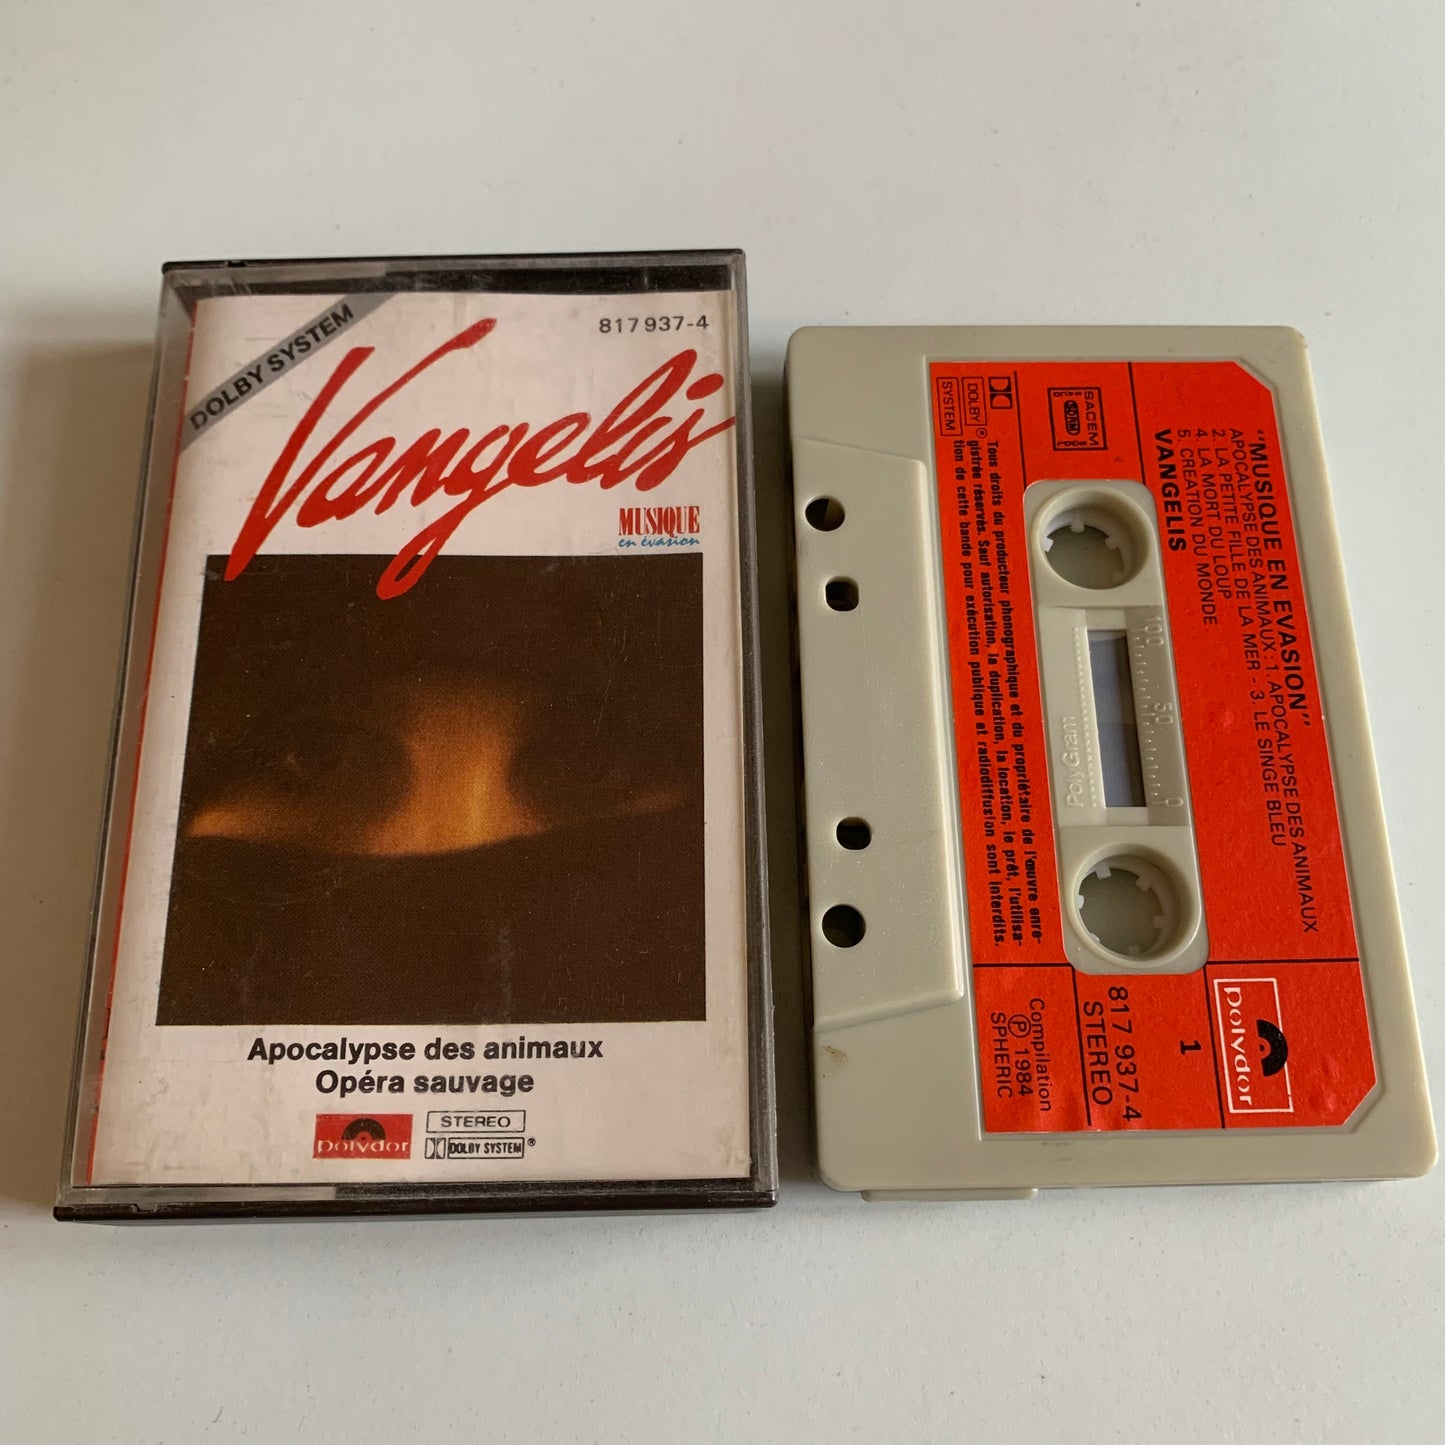 DOLBY SYSTEM
817 937-4
Vangelis
MUSIQUE
en évasion
Apocalypse des animaux
Opéra sauvage
polydor
STEREO
DOLBY SYSTEM®
"MUSIQUE EN EVASION"
APOCALYPSE DES ANIMAUX: 1. APOCALYPSE DES ANIMAUX
2. LA PETITE FILLE DE LA MER - 3. LE SINGE BLEU
4. LA MORT DU LOUP
5. CREATION DU MONDE
VANGELIS
SACEM
DOLBY®
SYSTEM
Tous droits du producteur phonographique et du propriétaire de l'œuvre enre-
gistrée réservés. Sauf autorisation, la duplication, la location, le prêt, l'utilisa-
tion de cette bande pour exécution publique et radiodiffusion sont interdits.
100 50 0
PolyGram
polydor
1
817 937-4
STEREO
Compilation
Ⓟ 1984
SPHERIC